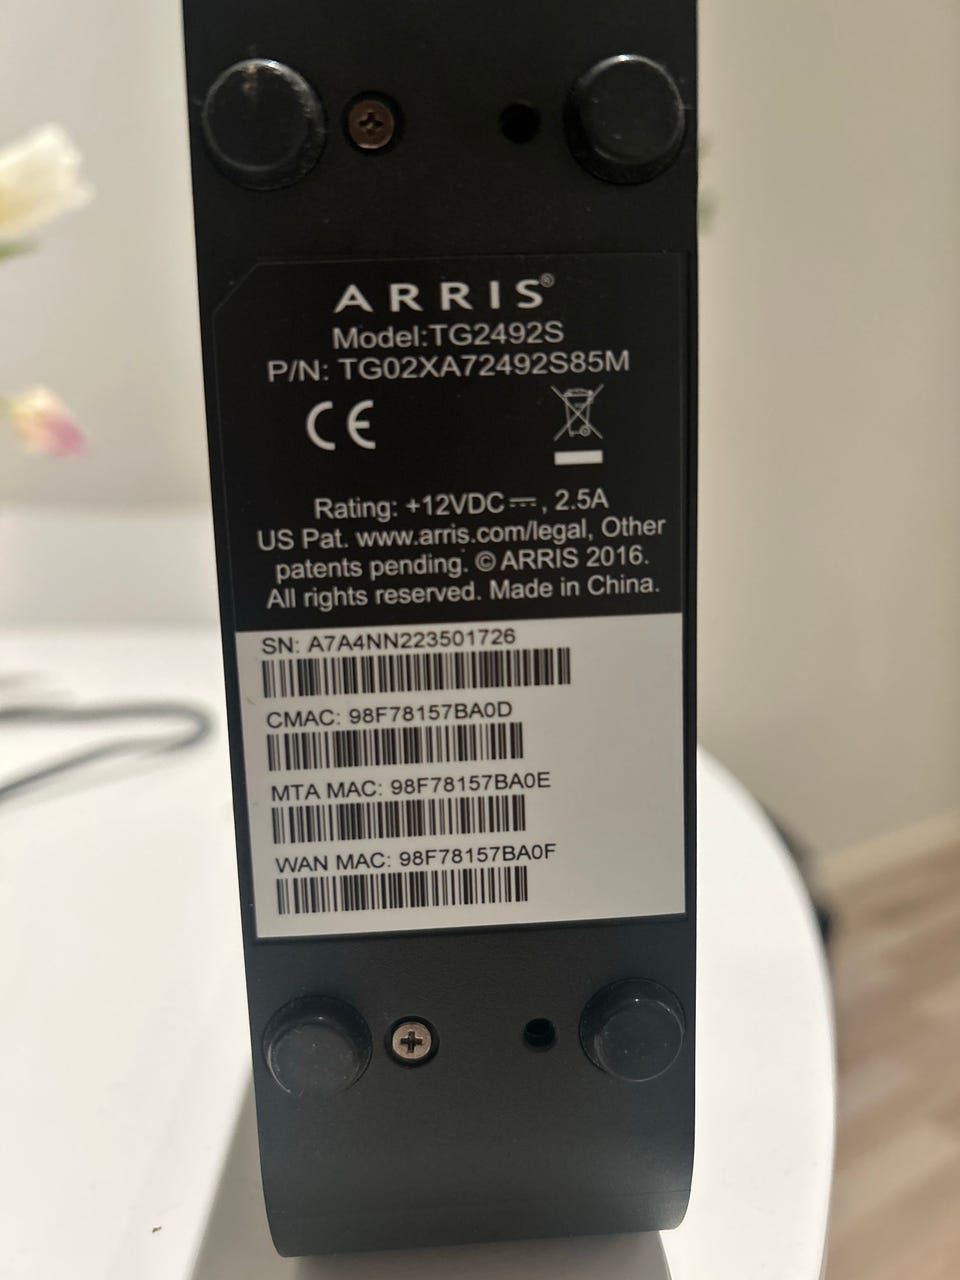 ARRIS®
Model:TG2492S
P/N: TG02XA72492S85M
CE
Rating: +12VDC⎓, 2.5A
US Pat. www.arris.com/legal, Other
patents pending. © ARRIS 2016.
All rights reserved. Made in China.
SN: A7A4NN223501726
CMAC: 98F78157BA0D
MTA MAC: 98F78157BA0E
WAN MAC: 98F78157BA0F